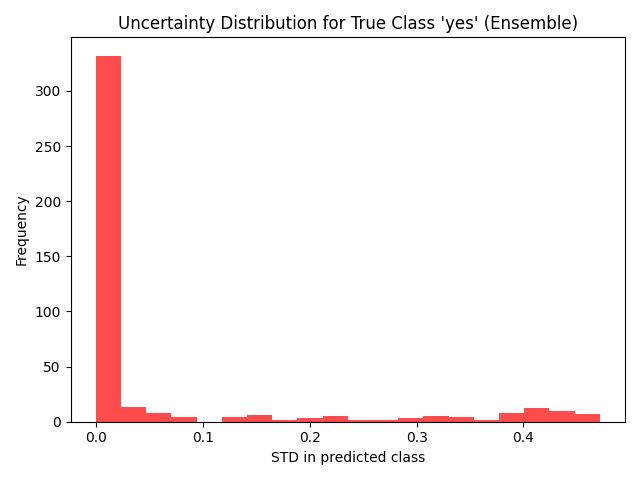 Uncertainty Distribution for True Class 'yes' (Ensemble)
300
250
200
150
100
50
0
Frequency
0.0 0.1 0.2 0.3 0.4
STD in predicted class